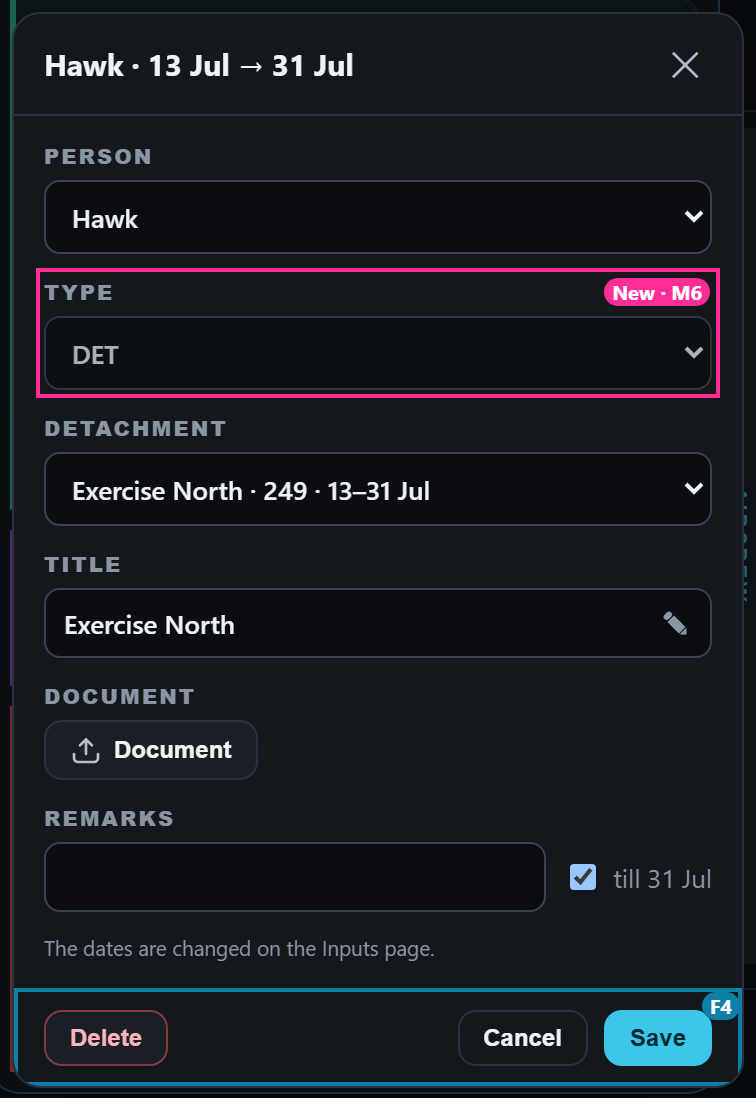 Hawk · 13 Jul → 31 Jul
PERSON
Hawk
TYPE
New · M6
DET
DETACHMENT
Exercise North · 249 · 13–31 Jul
TITLE
Exercise North
DOCUMENT
Document
REMARKS
till 31 Jul
The dates are changed on the Inputs page.
F4
Delete
Cancel
Save